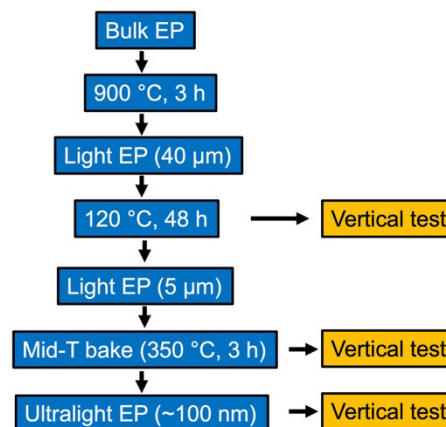 Bulk EP
900 °C, 3 h
Light EP (40 μm)
120 °C, 48 h
Vertical test
Light EP (5 μm)
Mid-T bake (350 °C, 3 h)
Vertical test
Ultralight EP (~100 nm)
Vertical test